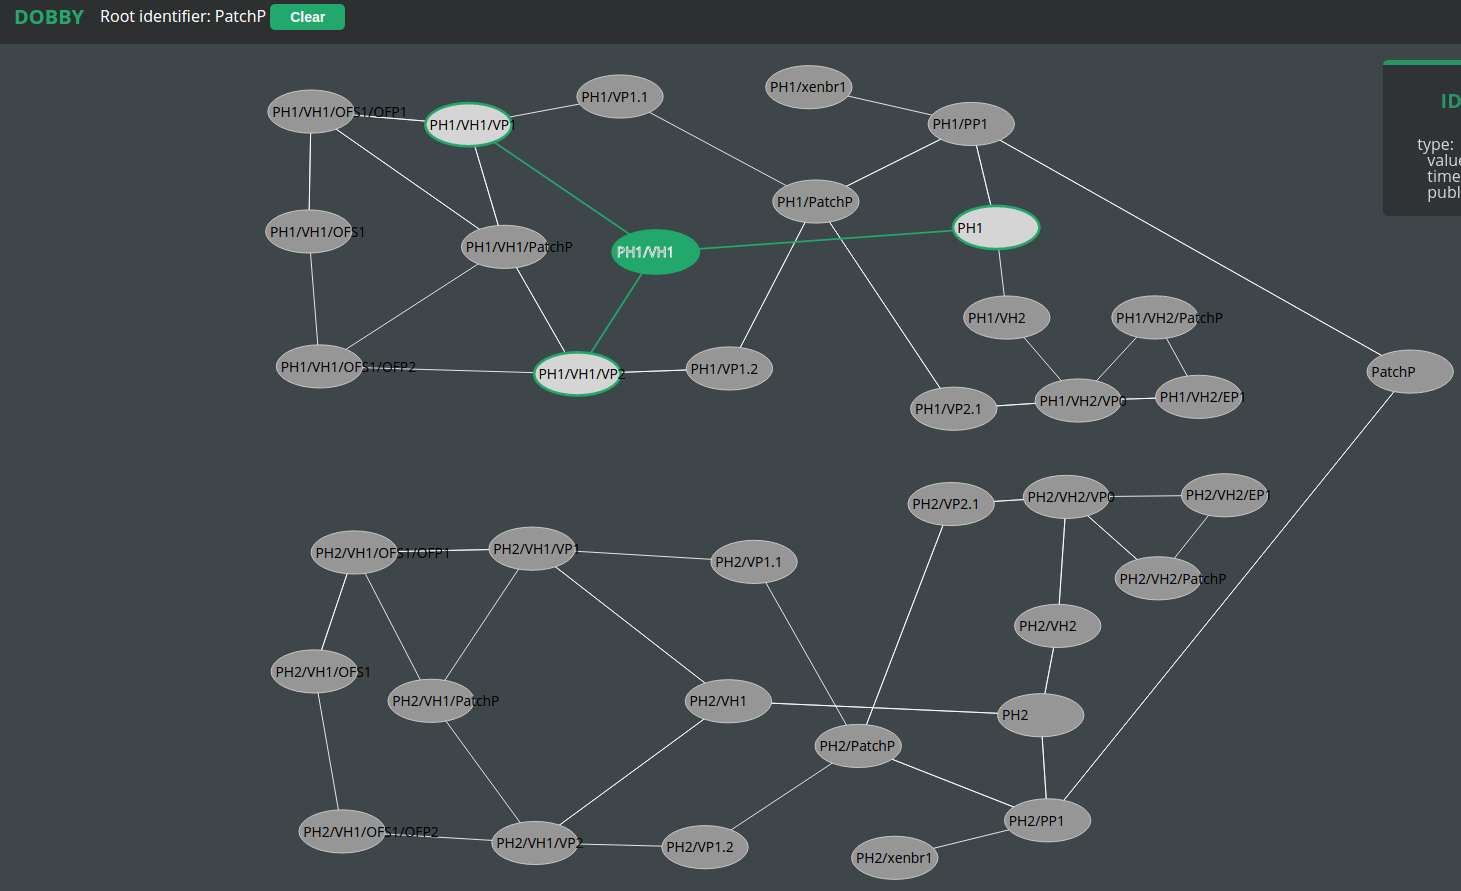 DOBBY Root identifier: PatchP Clear
ID
type:
value
time
publ
PH1/xenbr1
PH1/VP1.1
PH1/VH1/OFS1/OFP1
PH1/VH1/VP1
PH1/PP1
PH1/PatchP
PH1
PH1/VH1/OFS1
PH1/VH1/PatchP
PH1/VH1
PH1/VH2
PH1/VH2/PatchP
PH1/VH1/OFS1/OFP2
PH1/VH1/VP2
PH1/VP1.2
PatchP
PH1/VP2.1
PH1/VH2/VP0
PH1/VH2/EP1
PH2/VP2.1
PH2/VH2/VP0
PH2/VH2/EP1
PH2/VH1/OFS1/OFP1
PH2/VH1/VP1
PH2/VP1.1
PH2/VH2/PatchP
PH2/VH2
PH2/VH1/OFS1
PH2/VH1/PatchP
PH2/VH1
PH2
PH2/PatchP
PH2/PP1
PH2/VH1/OFS1/OFP2
PH2/VH1/VP2
PH2/VP1.2
PH2/xenbr1